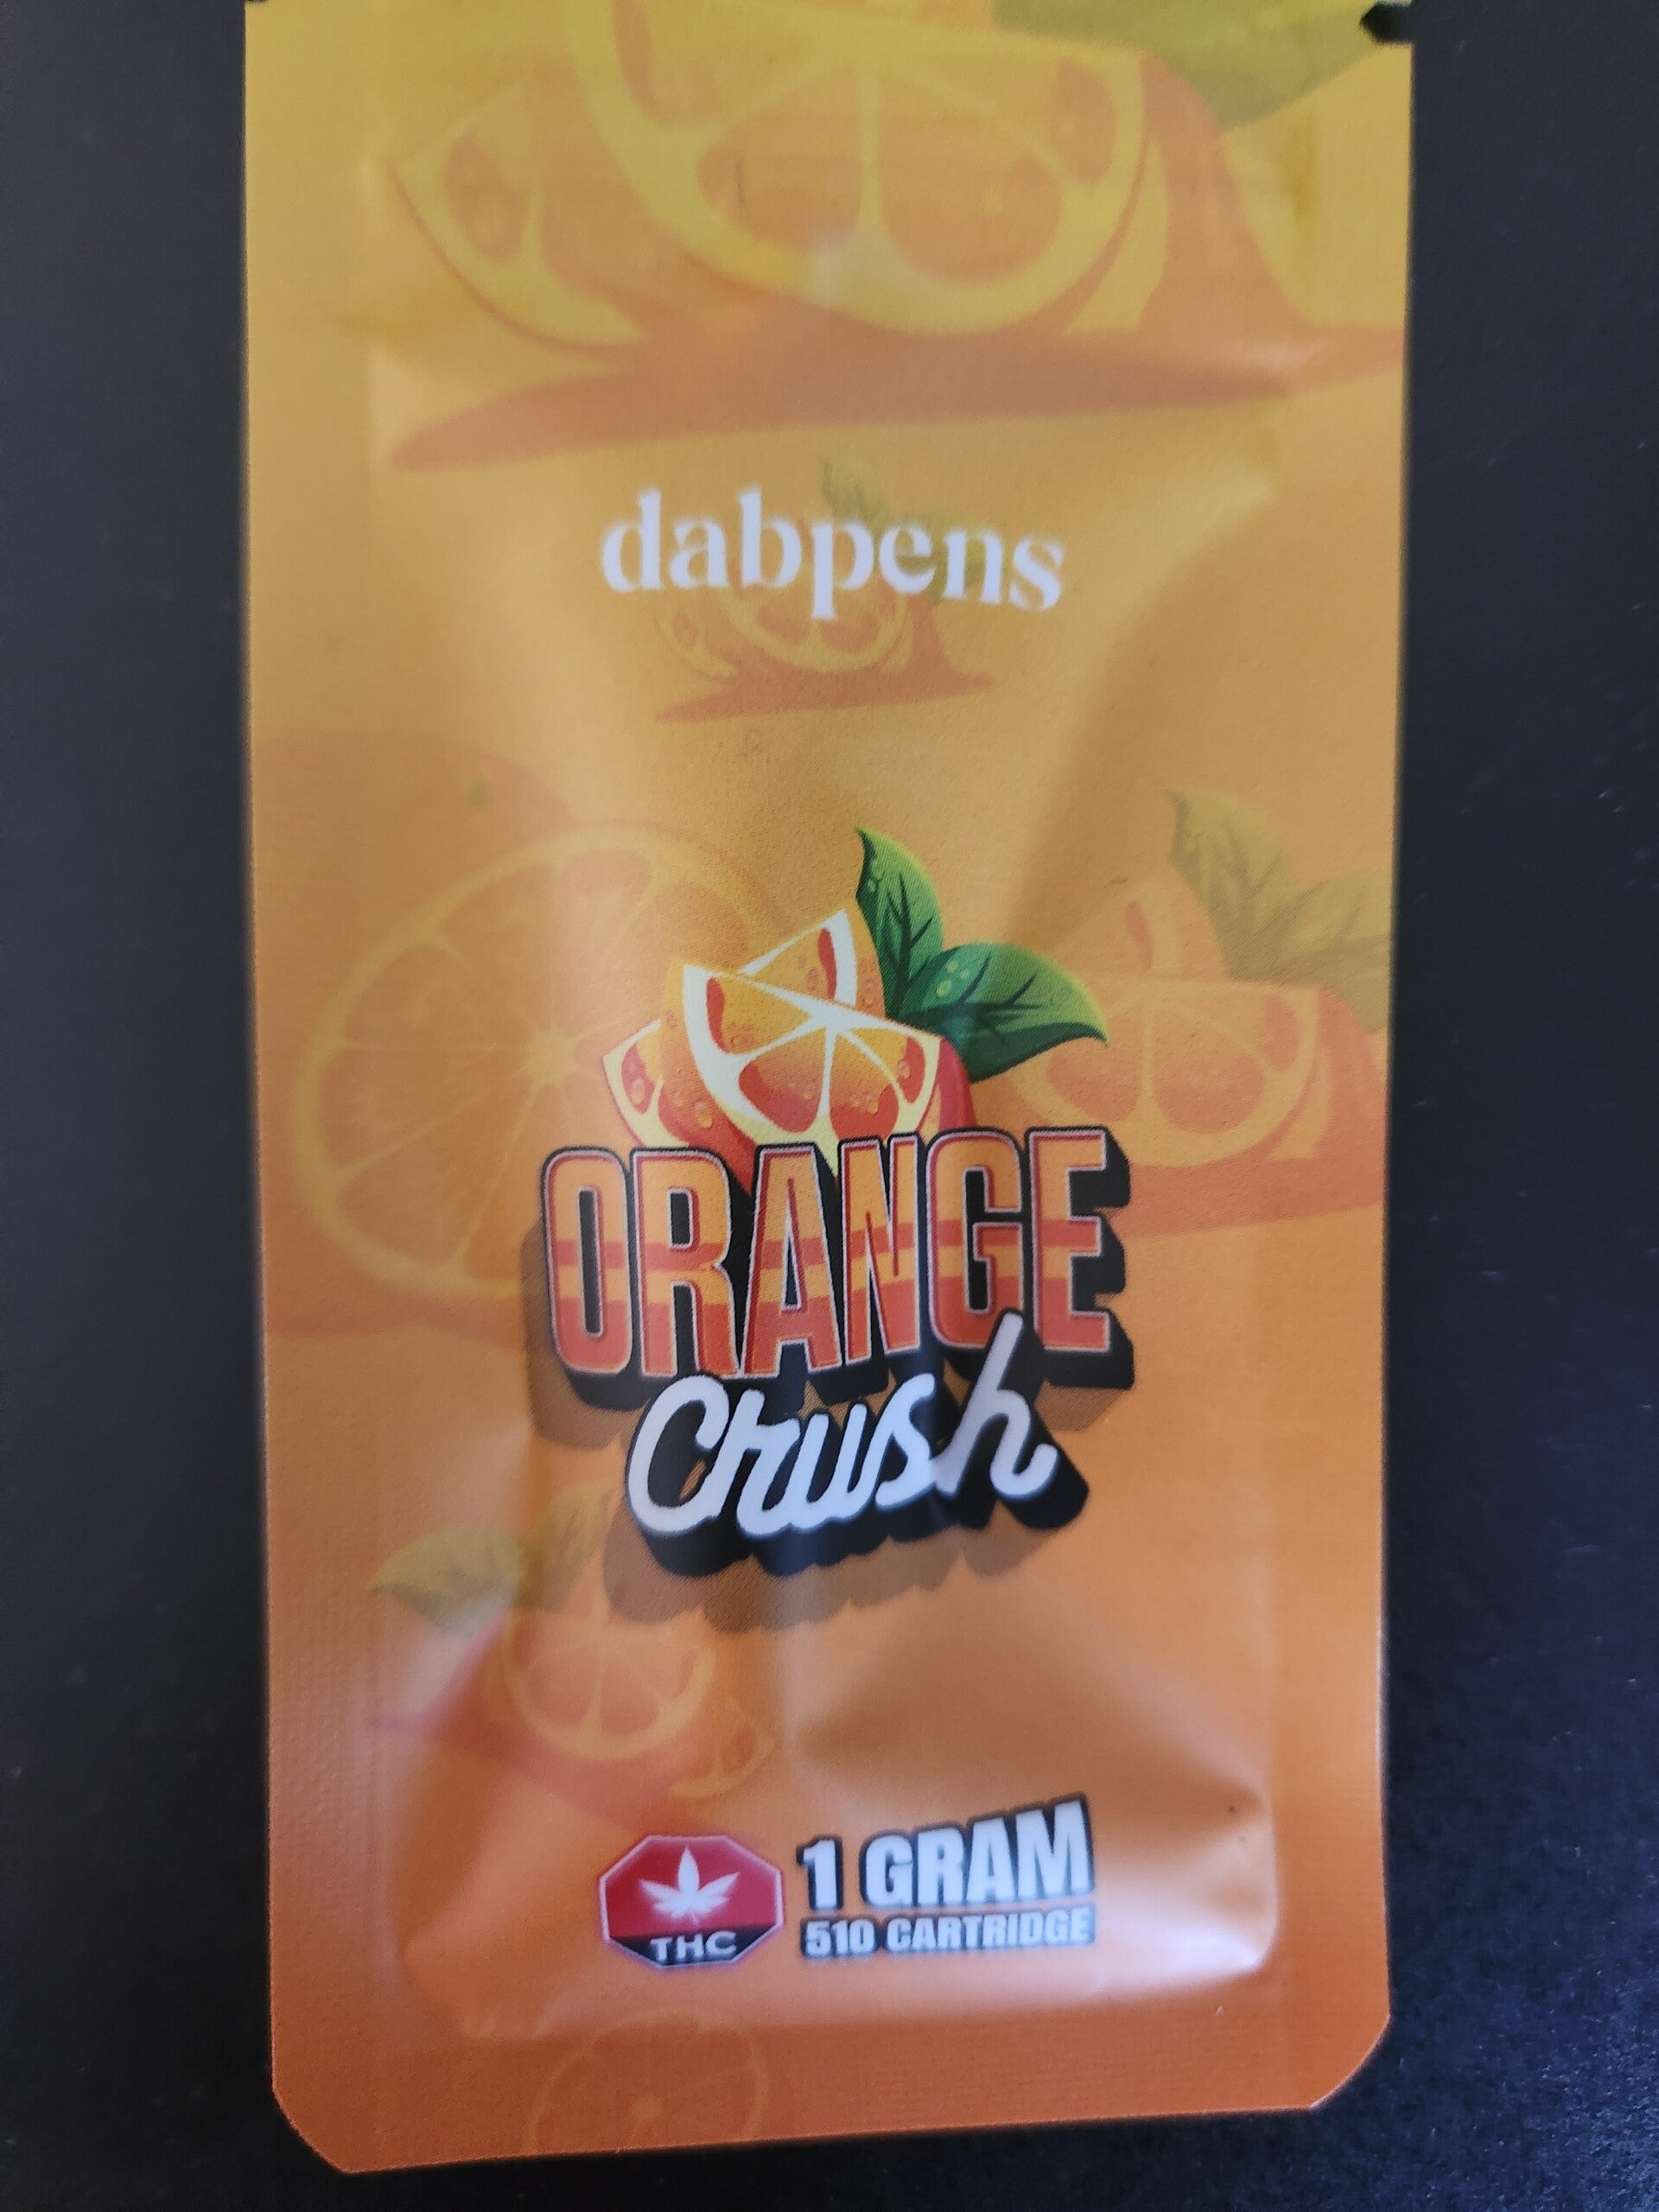 dabpens
ORANGE
Crush
THC
1 GRAM
510 CARTRIDGE